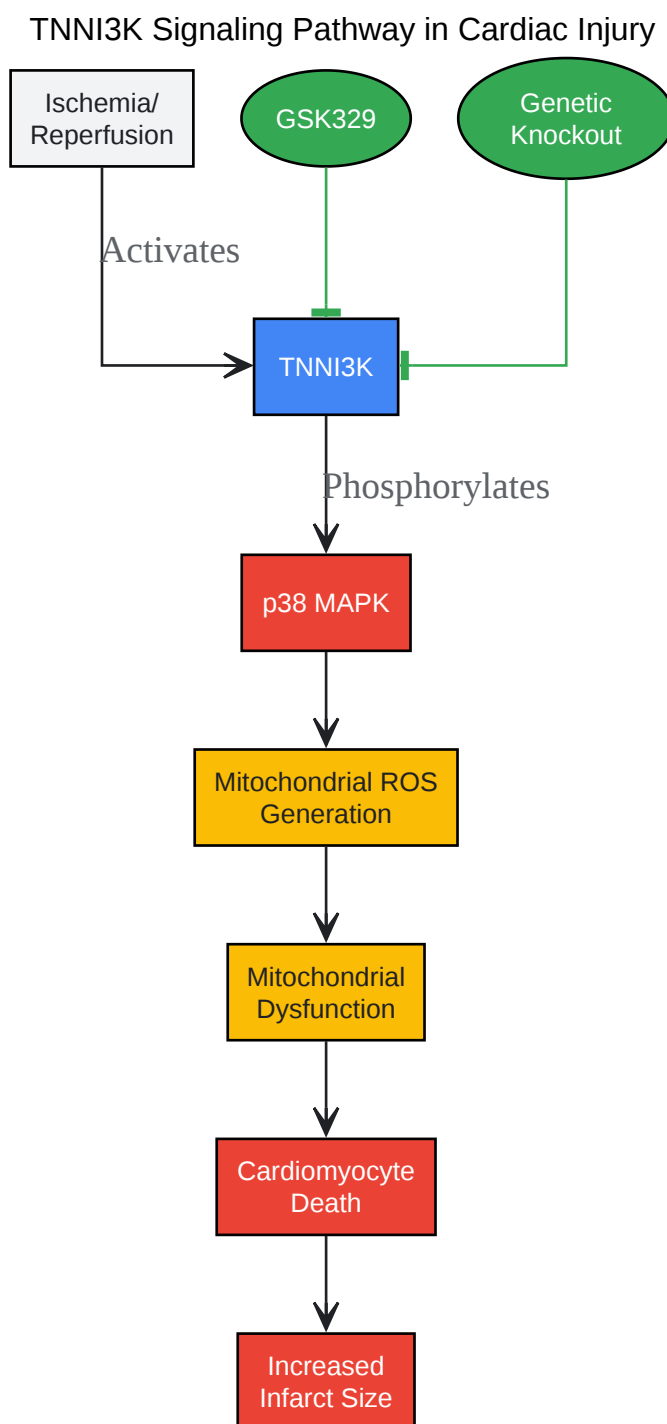 TNNI3K Signaling Pathway in Cardiac Injury
Ischemia/
Reperfusion
GSK329
Genetic
Knockout
Activates
TNNI3K
Phosphorylates
p38 MAPK
Mitochondrial ROS
Generation
Mitochondrial
Dysfunction
Cardiomyocyte
Death
Increased
Infarct Size